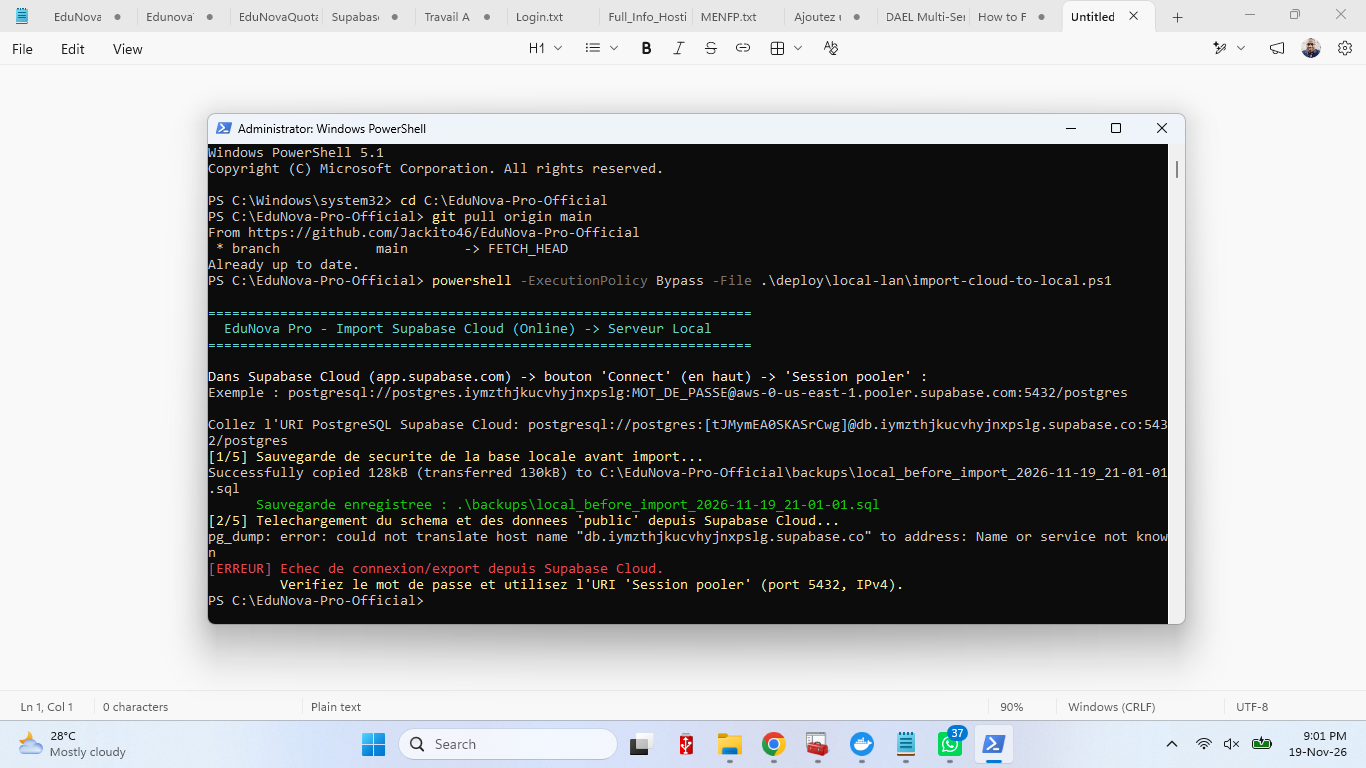 EduNova
Edunova
EduNovaQuota
Supabase
Travail A
Login.txt
Full_Info_Hosti
MENFP.txt
Ajoutez u
DAEL Multi-Ser
How to F
Untitled
File
Edit
View
H1
Administrator: Windows PowerShell
Windows PowerShell 5.1
Copyright (C) Microsoft Corporation. All rights reserved.
PS C:\Windows\system32> cd C:\EduNova-Pro-Official
PS C:\EduNova-Pro-Official> git pull origin main
From https://github.com/Jackito46/EduNova-Pro-Official
 * branch            main       -> FETCH_HEAD
Already up to date.
PS C:\EduNova-Pro-Official> powershell -ExecutionPolicy Bypass -File .\deploy\local-lan\import-cloud-to-local.ps1
====================================================================
  EduNova Pro - Import Supabase Cloud (Online) -> Serveur Local
====================================================================
Dans Supabase Cloud (app.supabase.com) -> bouton 'Connect' (en haut) -> 'Session pooler' :
Exemple : postgresql://postgres.iymzthjkucvhyjnxpslg:MOT_DE_PASSE@aws-0-us-east-1.pooler.supabase.com:5432/postgres
Collez l'URI PostgreSQL Supabase Cloud: postgresql://postgres:[tJMymEA0SKASrCwg]@db.iymzthjkucvhyjnxpslg.supabase.co:543
2/postgres
[1/5] Sauvegarde de securite de la base locale avant import...
Successfully copied 128kB (transferred 130kB) to C:\EduNova-Pro-Official\backups\local_before_import_2026-11-19_21-01-01
.sql
      Sauvegarde enregistree : .\backups\local_before_import_2026-11-19_21-01-01.sql
[2/5] Telechargement du schema et des donnees 'public' depuis Supabase Cloud...
pg_dump: error: could not translate host name "db.iymzthjkucvhyjnxpslg.supabase.co" to address: Name or service not know
n
[ERREUR] Echec de connexion/export depuis Supabase Cloud.
         Verifiez le mot de passe et utilisez l'URI 'Session pooler' (port 5432, IPv4).
PS C:\EduNova-Pro-Official>
Ln 1, Col 1
0 characters
Plain text
90%
Windows (CRLF)
UTF-8
28°C
Mostly cloudy
Search
37
9:01 PM
19-Nov-26